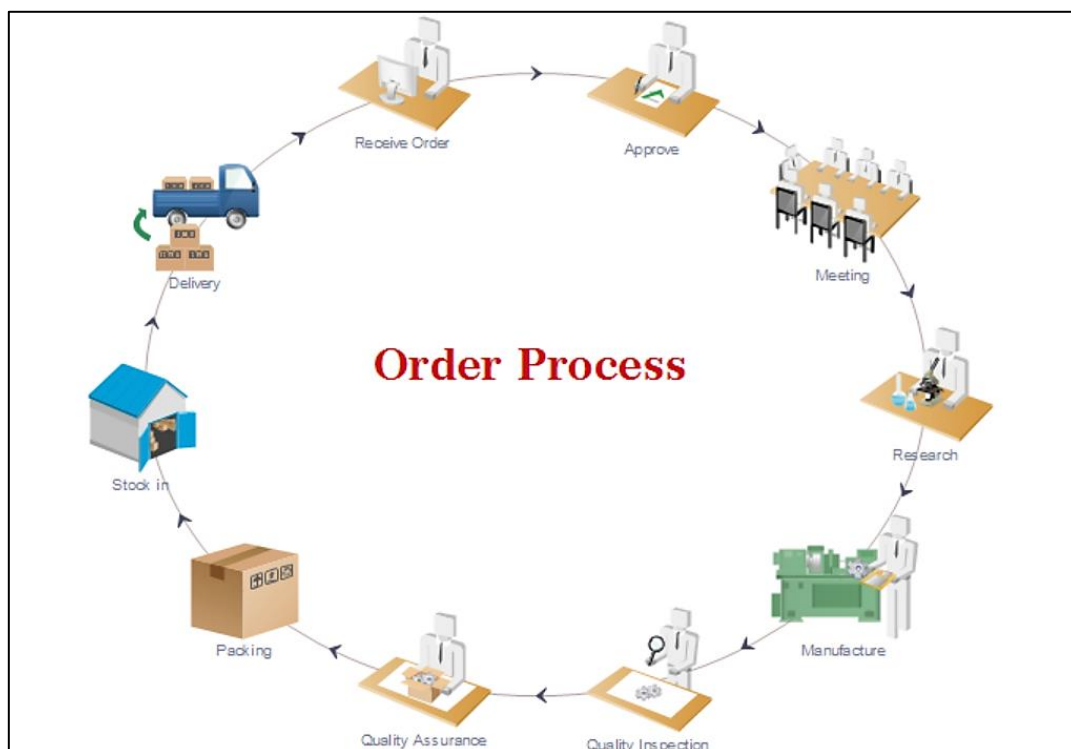 Receive Order
Approve
Meeting
Delivery
Order Process
Research
Stock in
Manufacture
Packing
Quality Assurance
Quality Inspection